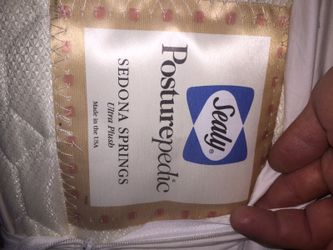 Sealy®
Posturepedic
SEDONA SPRINGS
Ultra Plush
Made in the USA